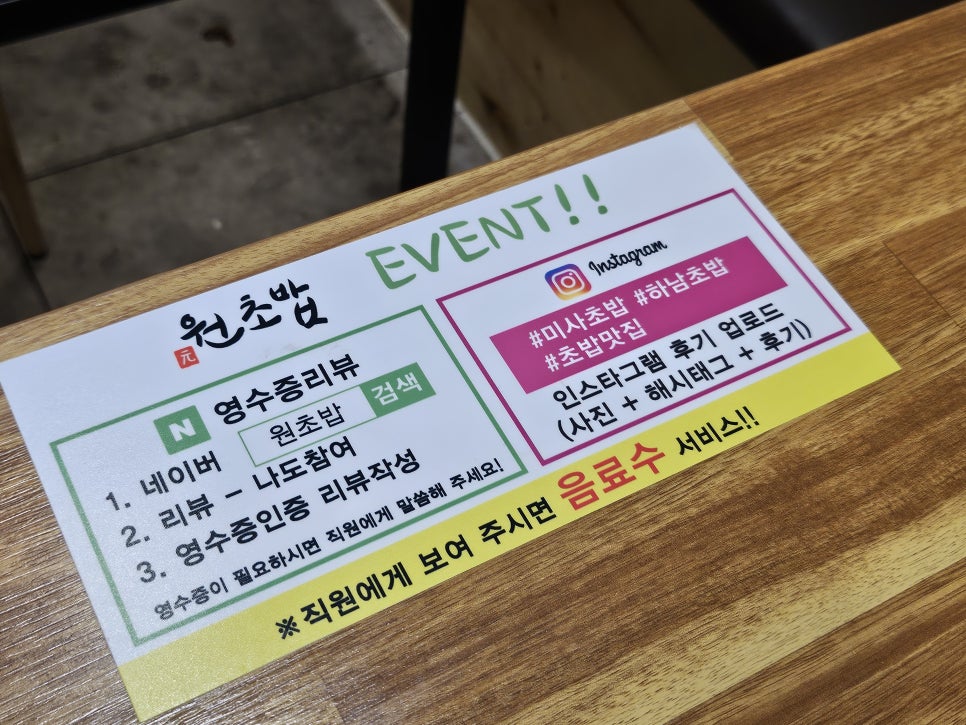 EVENT!!
원초밥
元
N 영수증리뷰
1. 네이버 원초밥 검색
2. 리뷰 - 나도참여
3. 영수증인증 리뷰작성
영수증이 필요하시면 직원에게 말씀해 주세요!
Instagram
#미사초밥 #하남초밥
#초밥맛집
인스타그램 후기 업로드
(사진 + 해시태그 + 후기)
※직원에게 보여 주시면 음료수 서비스!!